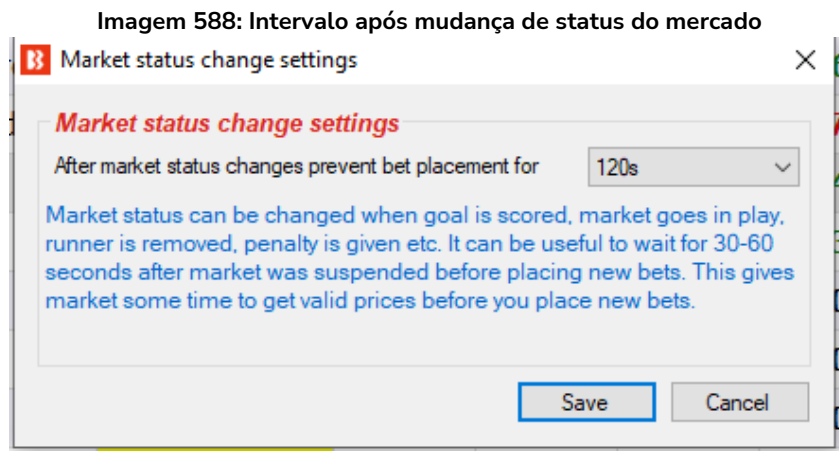 Imagem 588: Intervalo após mudança de status do mercado
Market status change settings
Market status change settings
After market status changes prevent bet placement for 120s
Market status can be changed when goal is scored, market goes in play,
runner is removed, penalty is given etc. It can be useful to wait for 30-60
seconds after market was suspended before placing new bets. This gives
market some time to get valid prices before you place new bets.
Save Cancel